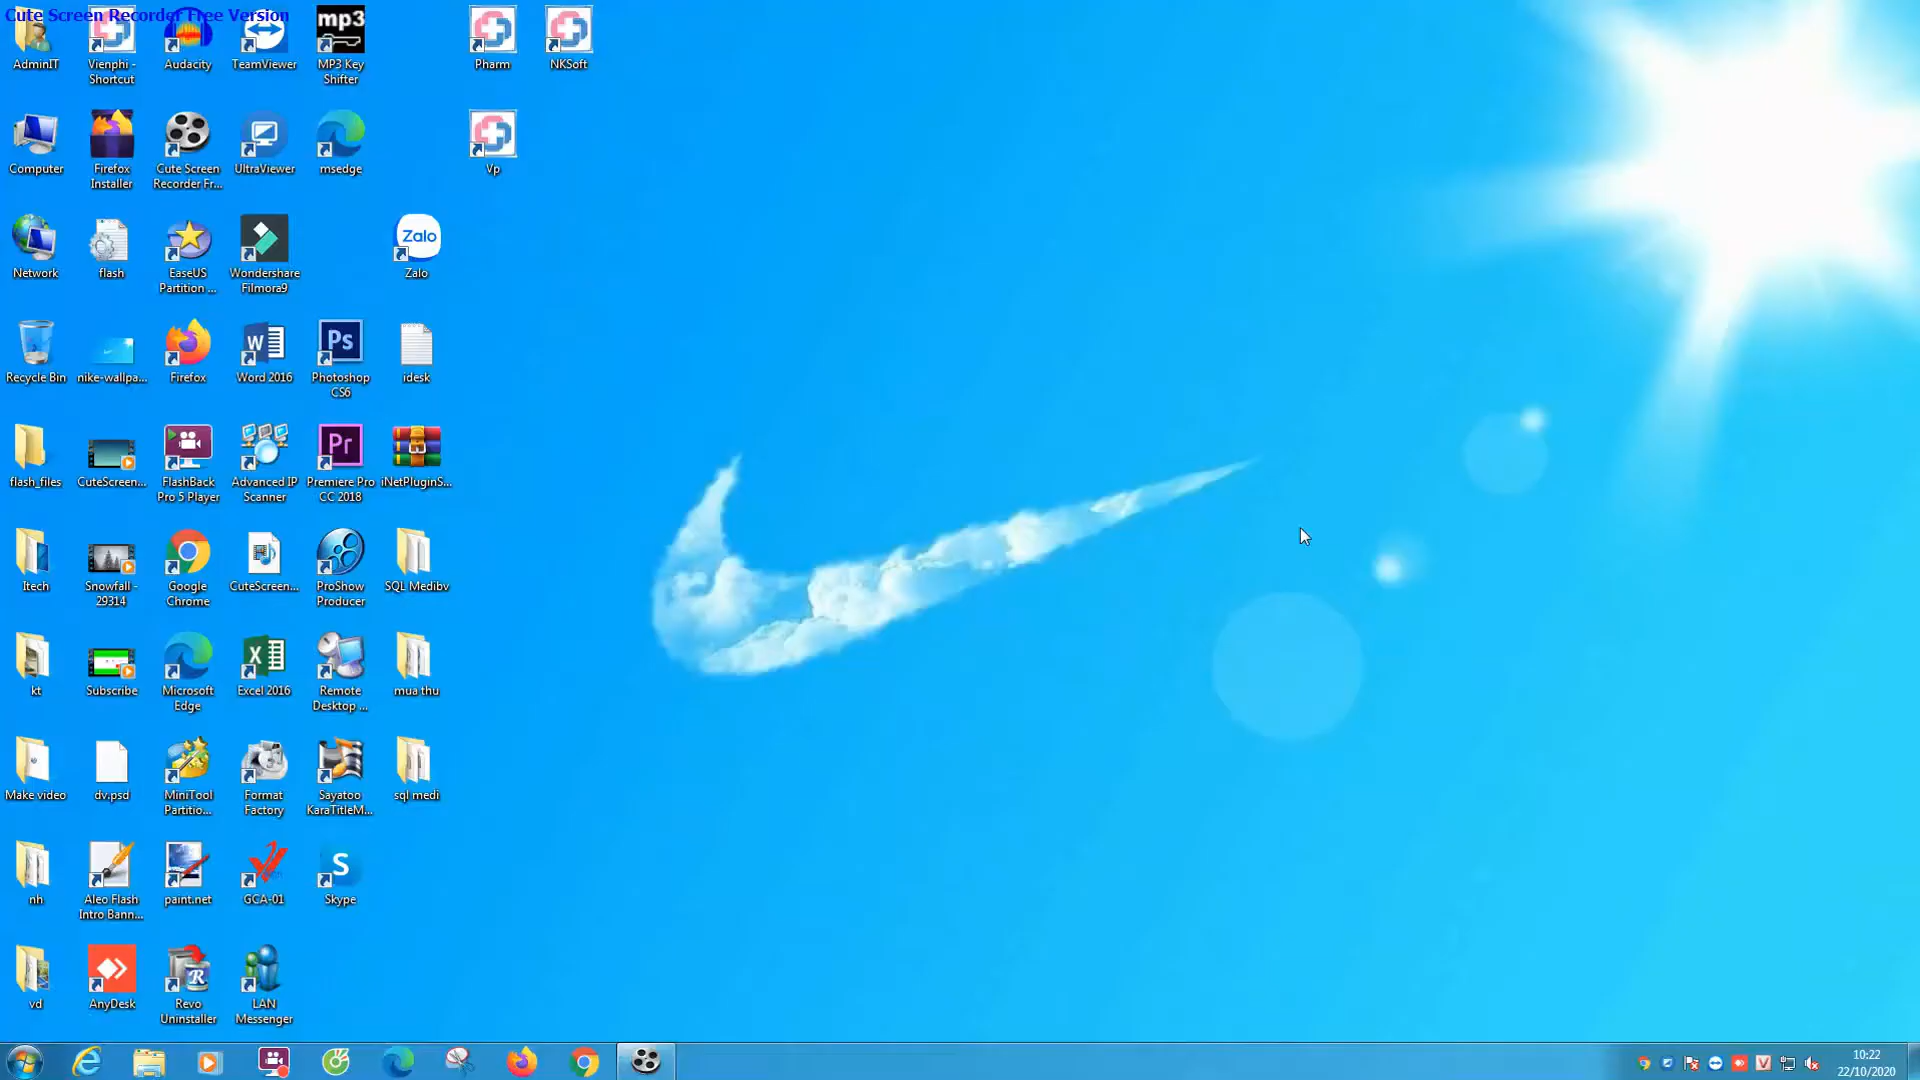 Cute Screen Recorder Free Version
AdminIT
Vienphi -
Shortcut
Audacity
TeamViewer
mp3
MP3 Key
Shifter
Pharm
NKSoft
Computer
Firefox
Installer
Cute Screen
Recorder Fr...
UltraViewer
msedge
Vp
Network
flash
EaseUS
Partition ...
Wondershare
Filmora9
Zalo
Zalo
Recycle Bin
nike-wallpa...
Firefox
W
Word 2016
Ps
Photoshop
CS6
idesk
flash_files
CuteScreen...
FlashBack
Pro 5 Player
Advanced IP
Scanner
Pr
Premiere Pro
CC 2018
iNetPluginS...
Itech
Snowfall -
29314
Google
Chrome
CuteScreen...
ProShow
Producer
SQL Medibv
kt
Subscribe
Microsoft
Edge
X
Excel 2016
Remote
Desktop ...
mua thu
Make video
dv.psd
MiniTool
Partitio...
Format
Factory
Sayatoo
KaraTitleM...
sql medi
nh
Aleo Flash
Intro Bann...
paint.net
GCA-01
S
Skype
vd
AnyDesk
R
Revo
Uninstaller
LAN
Messenger
V
10:22
22/10/2020